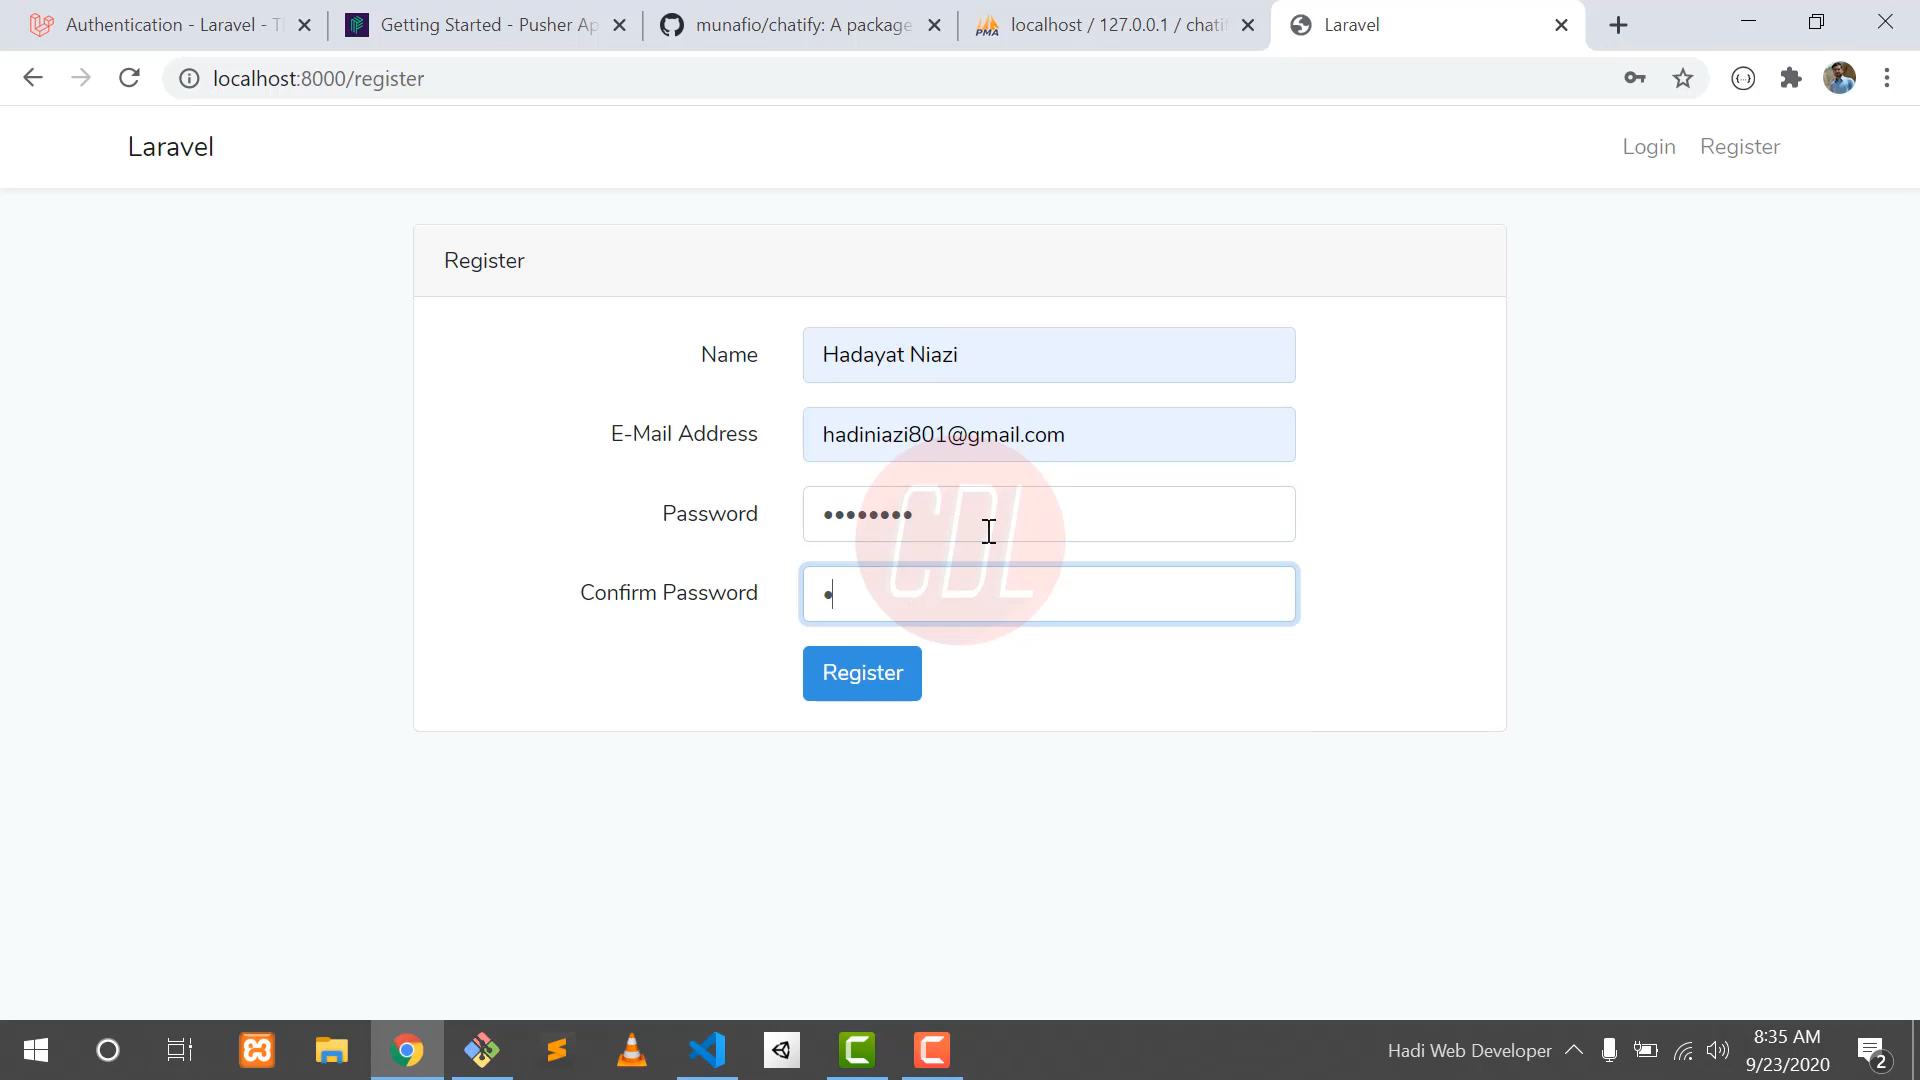 Authentication - Laravel - T
Getting Started - Pusher Ap
munafio/chatify: A package
localhost / 127.0.0.1 / chati
Laravel
localhost:8000/register
Laravel
Login
Register
Register
Name
Hadayat Niazi
E-Mail Address
hadiniazi801@gmail.com
Password
••••••••
Confirm Password
•
CDL
Register
Hadi Web Developer
8:35 AM
9/23/2020
2